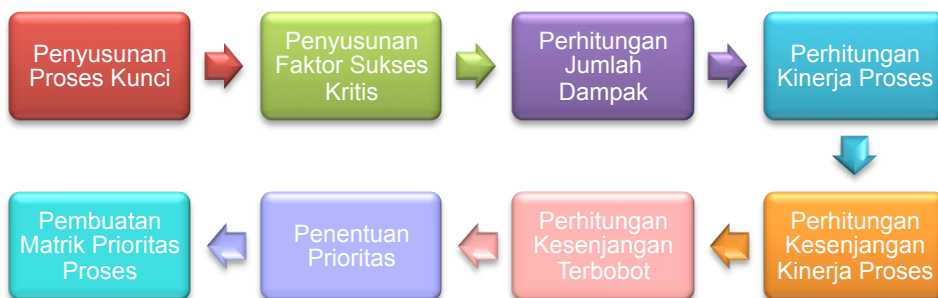 Penyusunan
Proses Kunci
Penyusunan
Faktor Sukses
Kritis
Perhitungan
Jumlah
Dampak
Perhitungan
Kinerja Proses
Perhitungan
Kesenjangan
Kinerja Proses
Perhitungan
Kesenjangan
Terbobot
Penentuan
Prioritas
Pembuatan
Matrik Prioritas
Proses